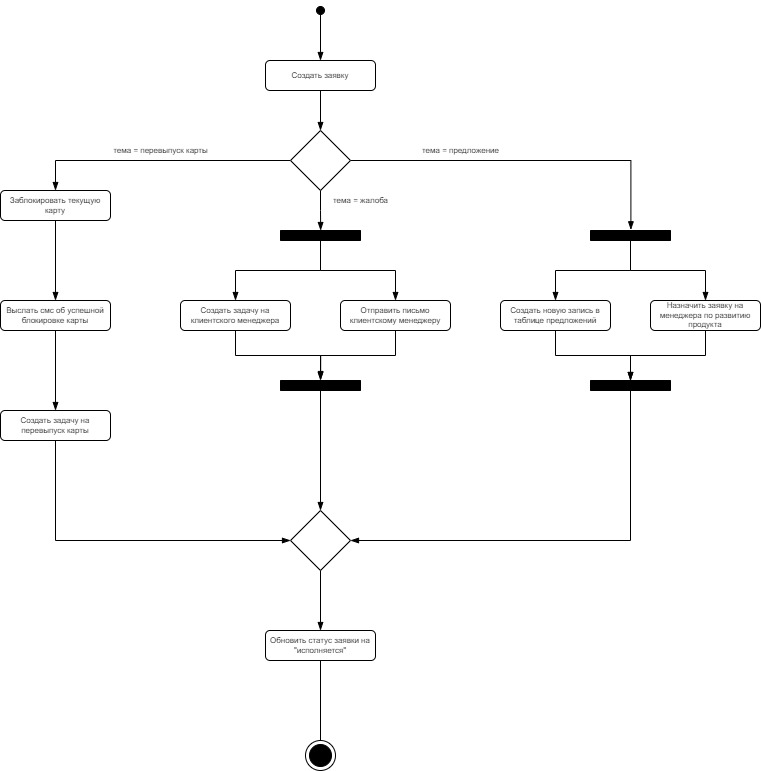 Создать заявку
тема = перевыпуск карты
тема = предложение
Заблокировать текущую
карту
тема = жалоба
Выслать смс об успешной
блокировке карты
Создать задачу на
клиентского менеджера
Отправить письмо
клиентскому менеджеру
Создать новую запись в
таблице предложений
Назначить заявку на
менеджера по развитию
продукта
Создать задачу на
перевыпуск карты
Обновить статус заявки на
"исполняется"